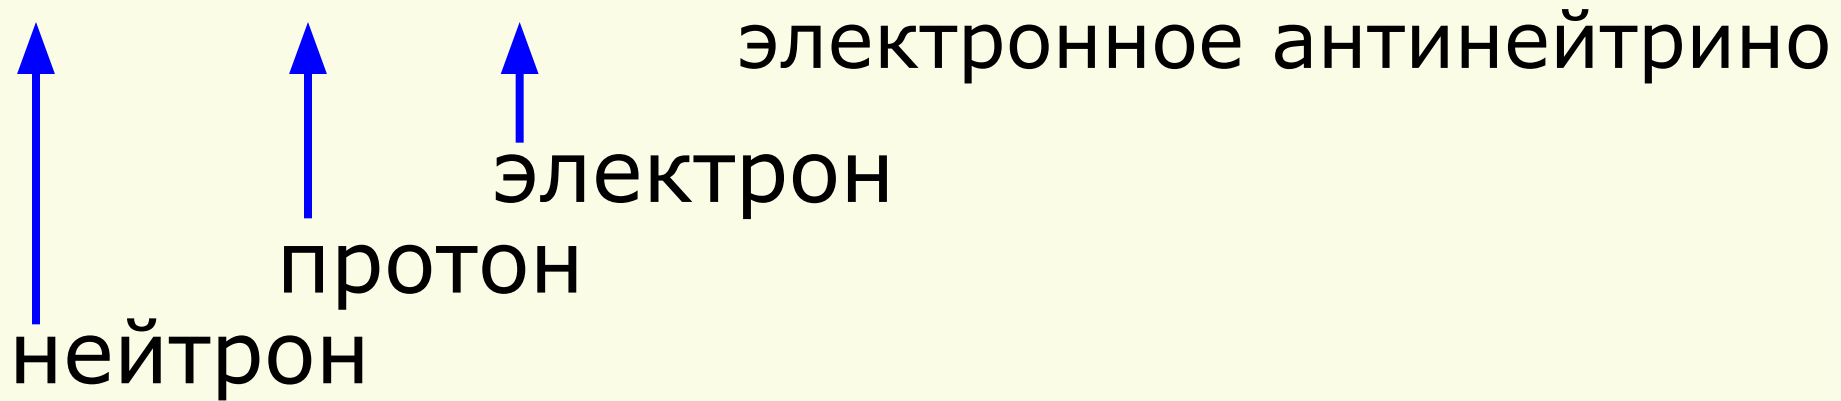 электронное антинейтрино
электрон
протон
нейтрон